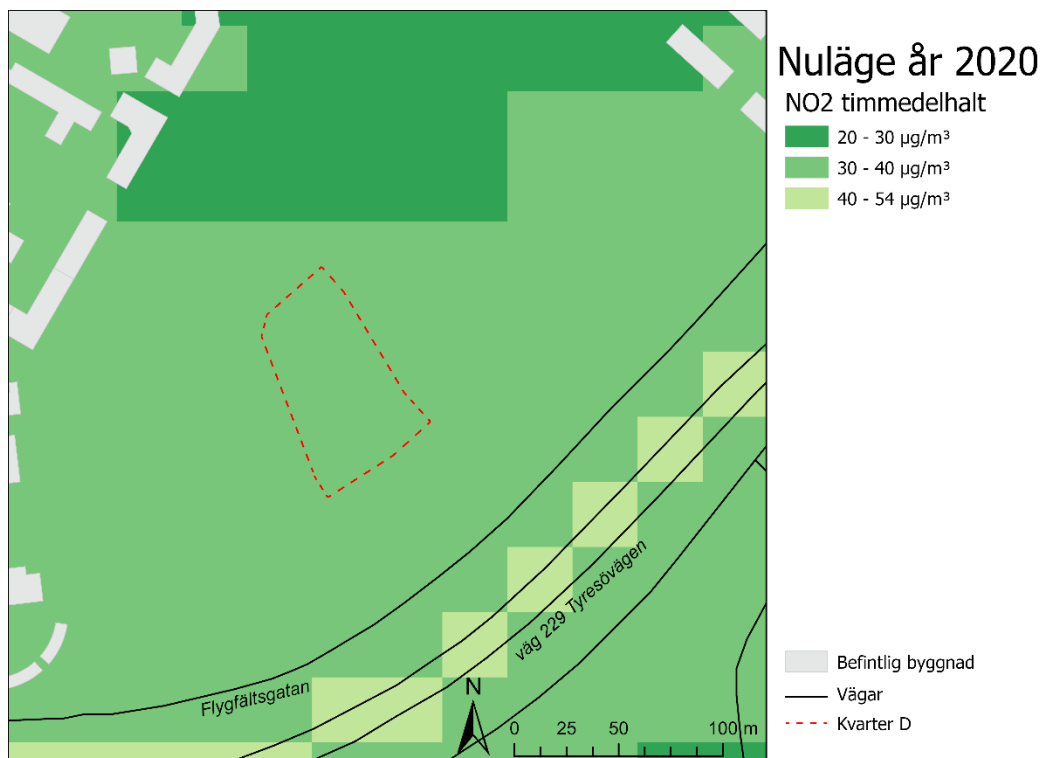 Nuläge år 2020
NO2 timmedelhalt
20 - 30 µg/m³
30 - 40 µg/m³
40 - 54 µg/m³
väg 229 Tyresövägen
Flygfältsgatan
N
0 25 50 100 m
Befintlig byggnad
Vägar
Kvarter D